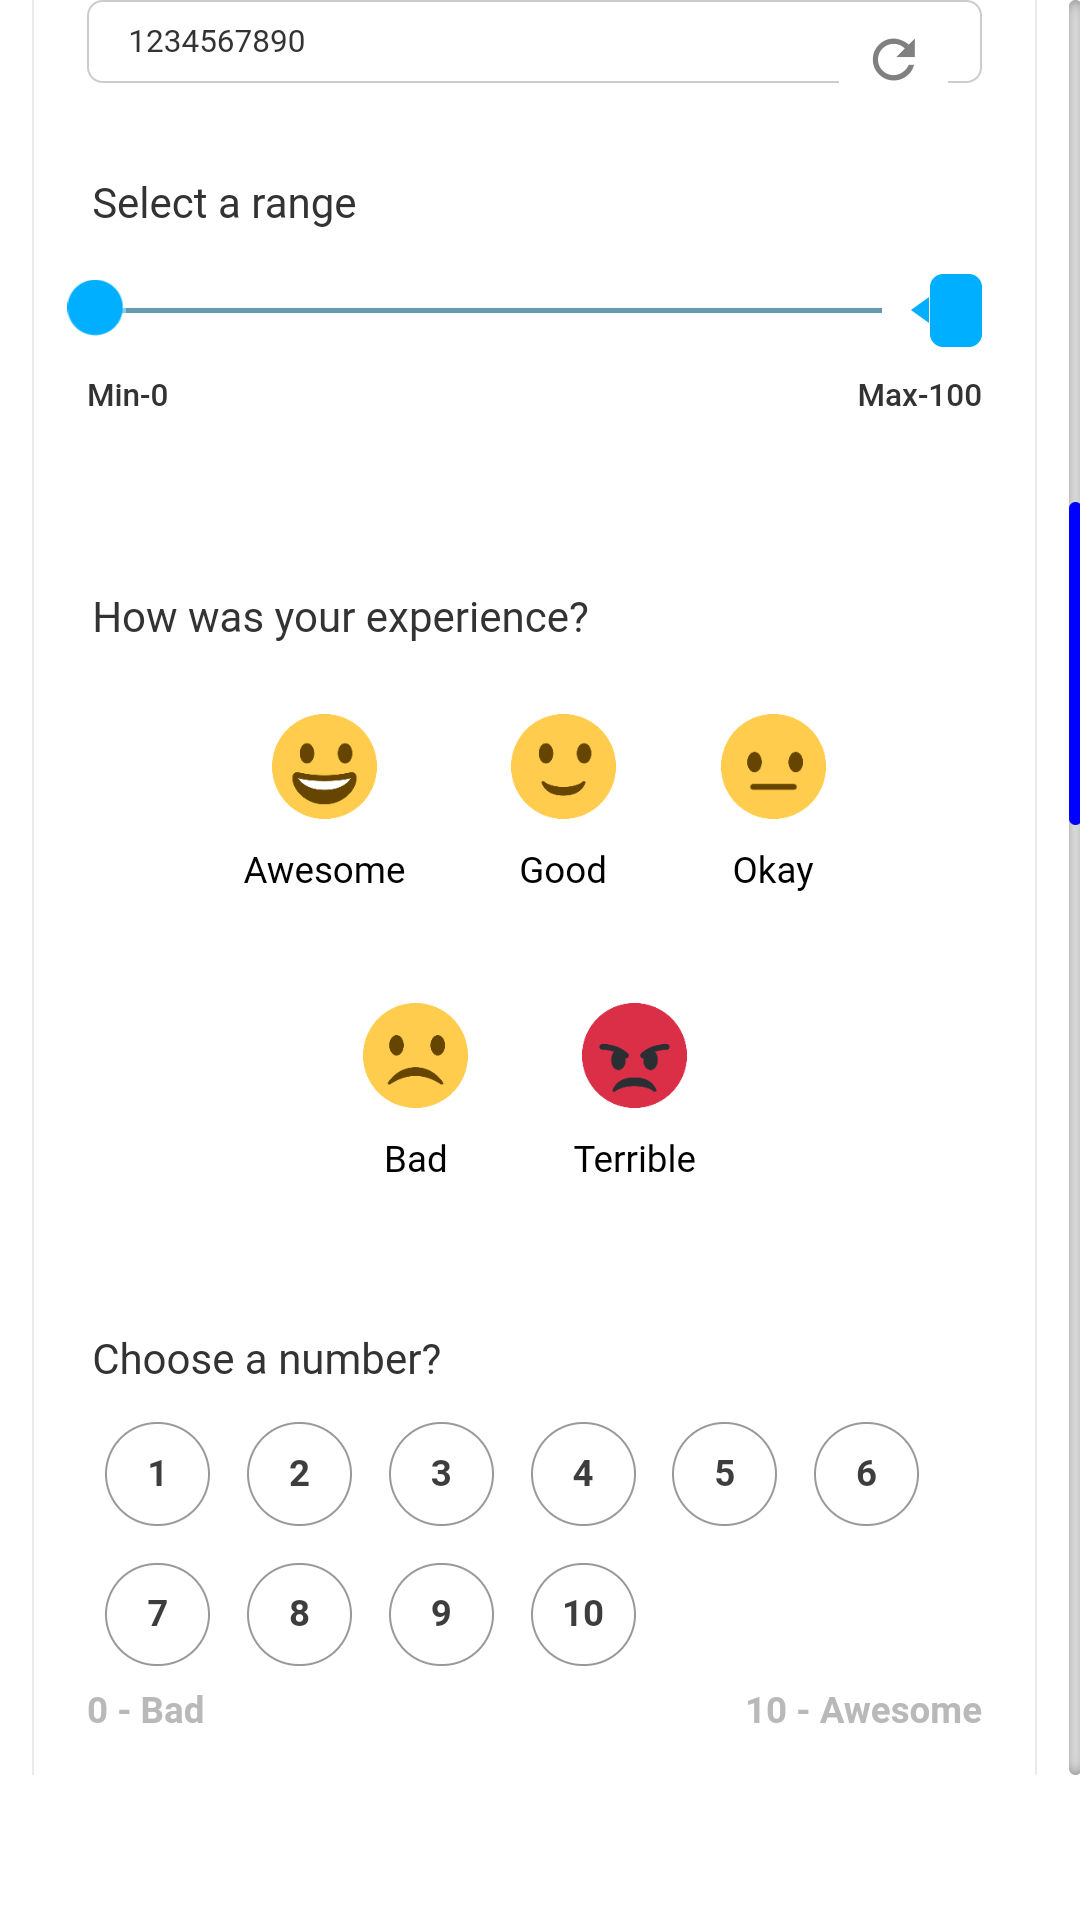 1234567890
Select a range
Min-0 Max-100
How was your experience?
Awesome Good Okay
Bad Terrible
Choose a number?
1 2 3 4 5 6
7 8 9 10
0 - Bad 10 - Awesome